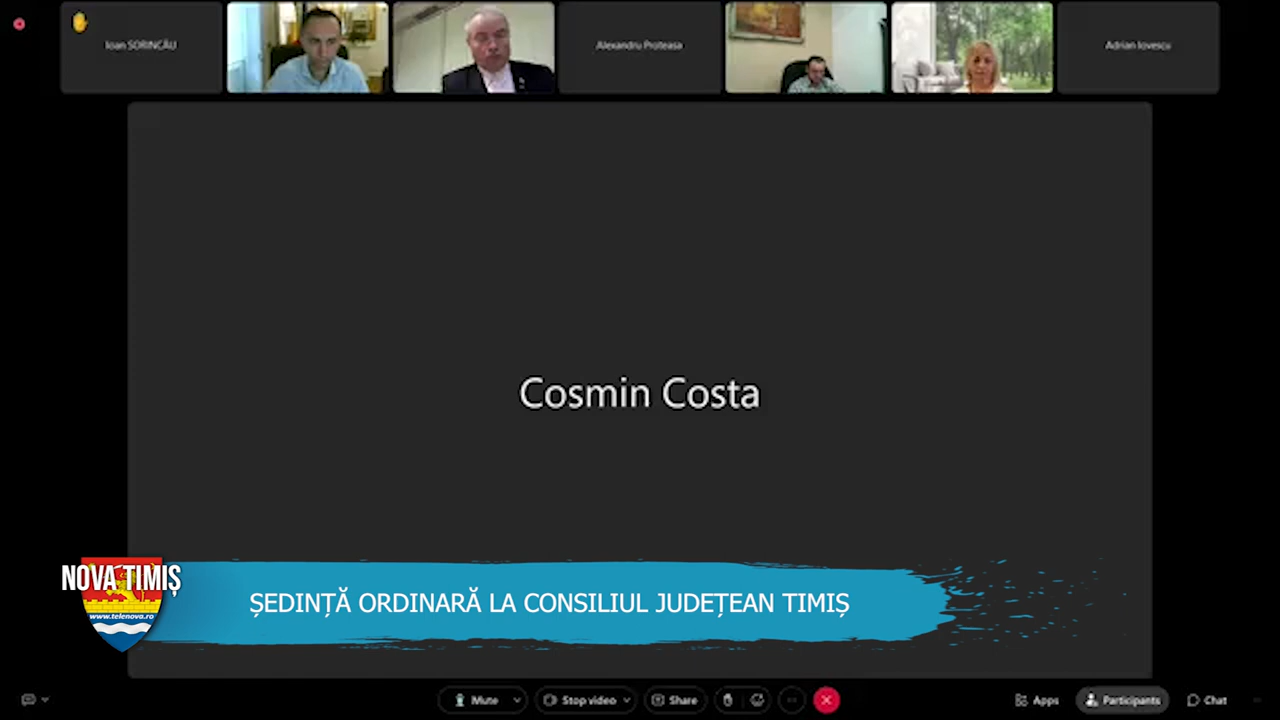 Ioan SORINCĂU
Alexandru Proteasa
Adrian Iovescu
Cosmin Costa
NOVA TIMIȘ
www.telenova.ro
ȘEDINȚĂ ORDINARĂ LA CONSILIUL JUDEȚEAN TIMIȘ
Mute
Stop video
Share
Apps
Participants
Chat